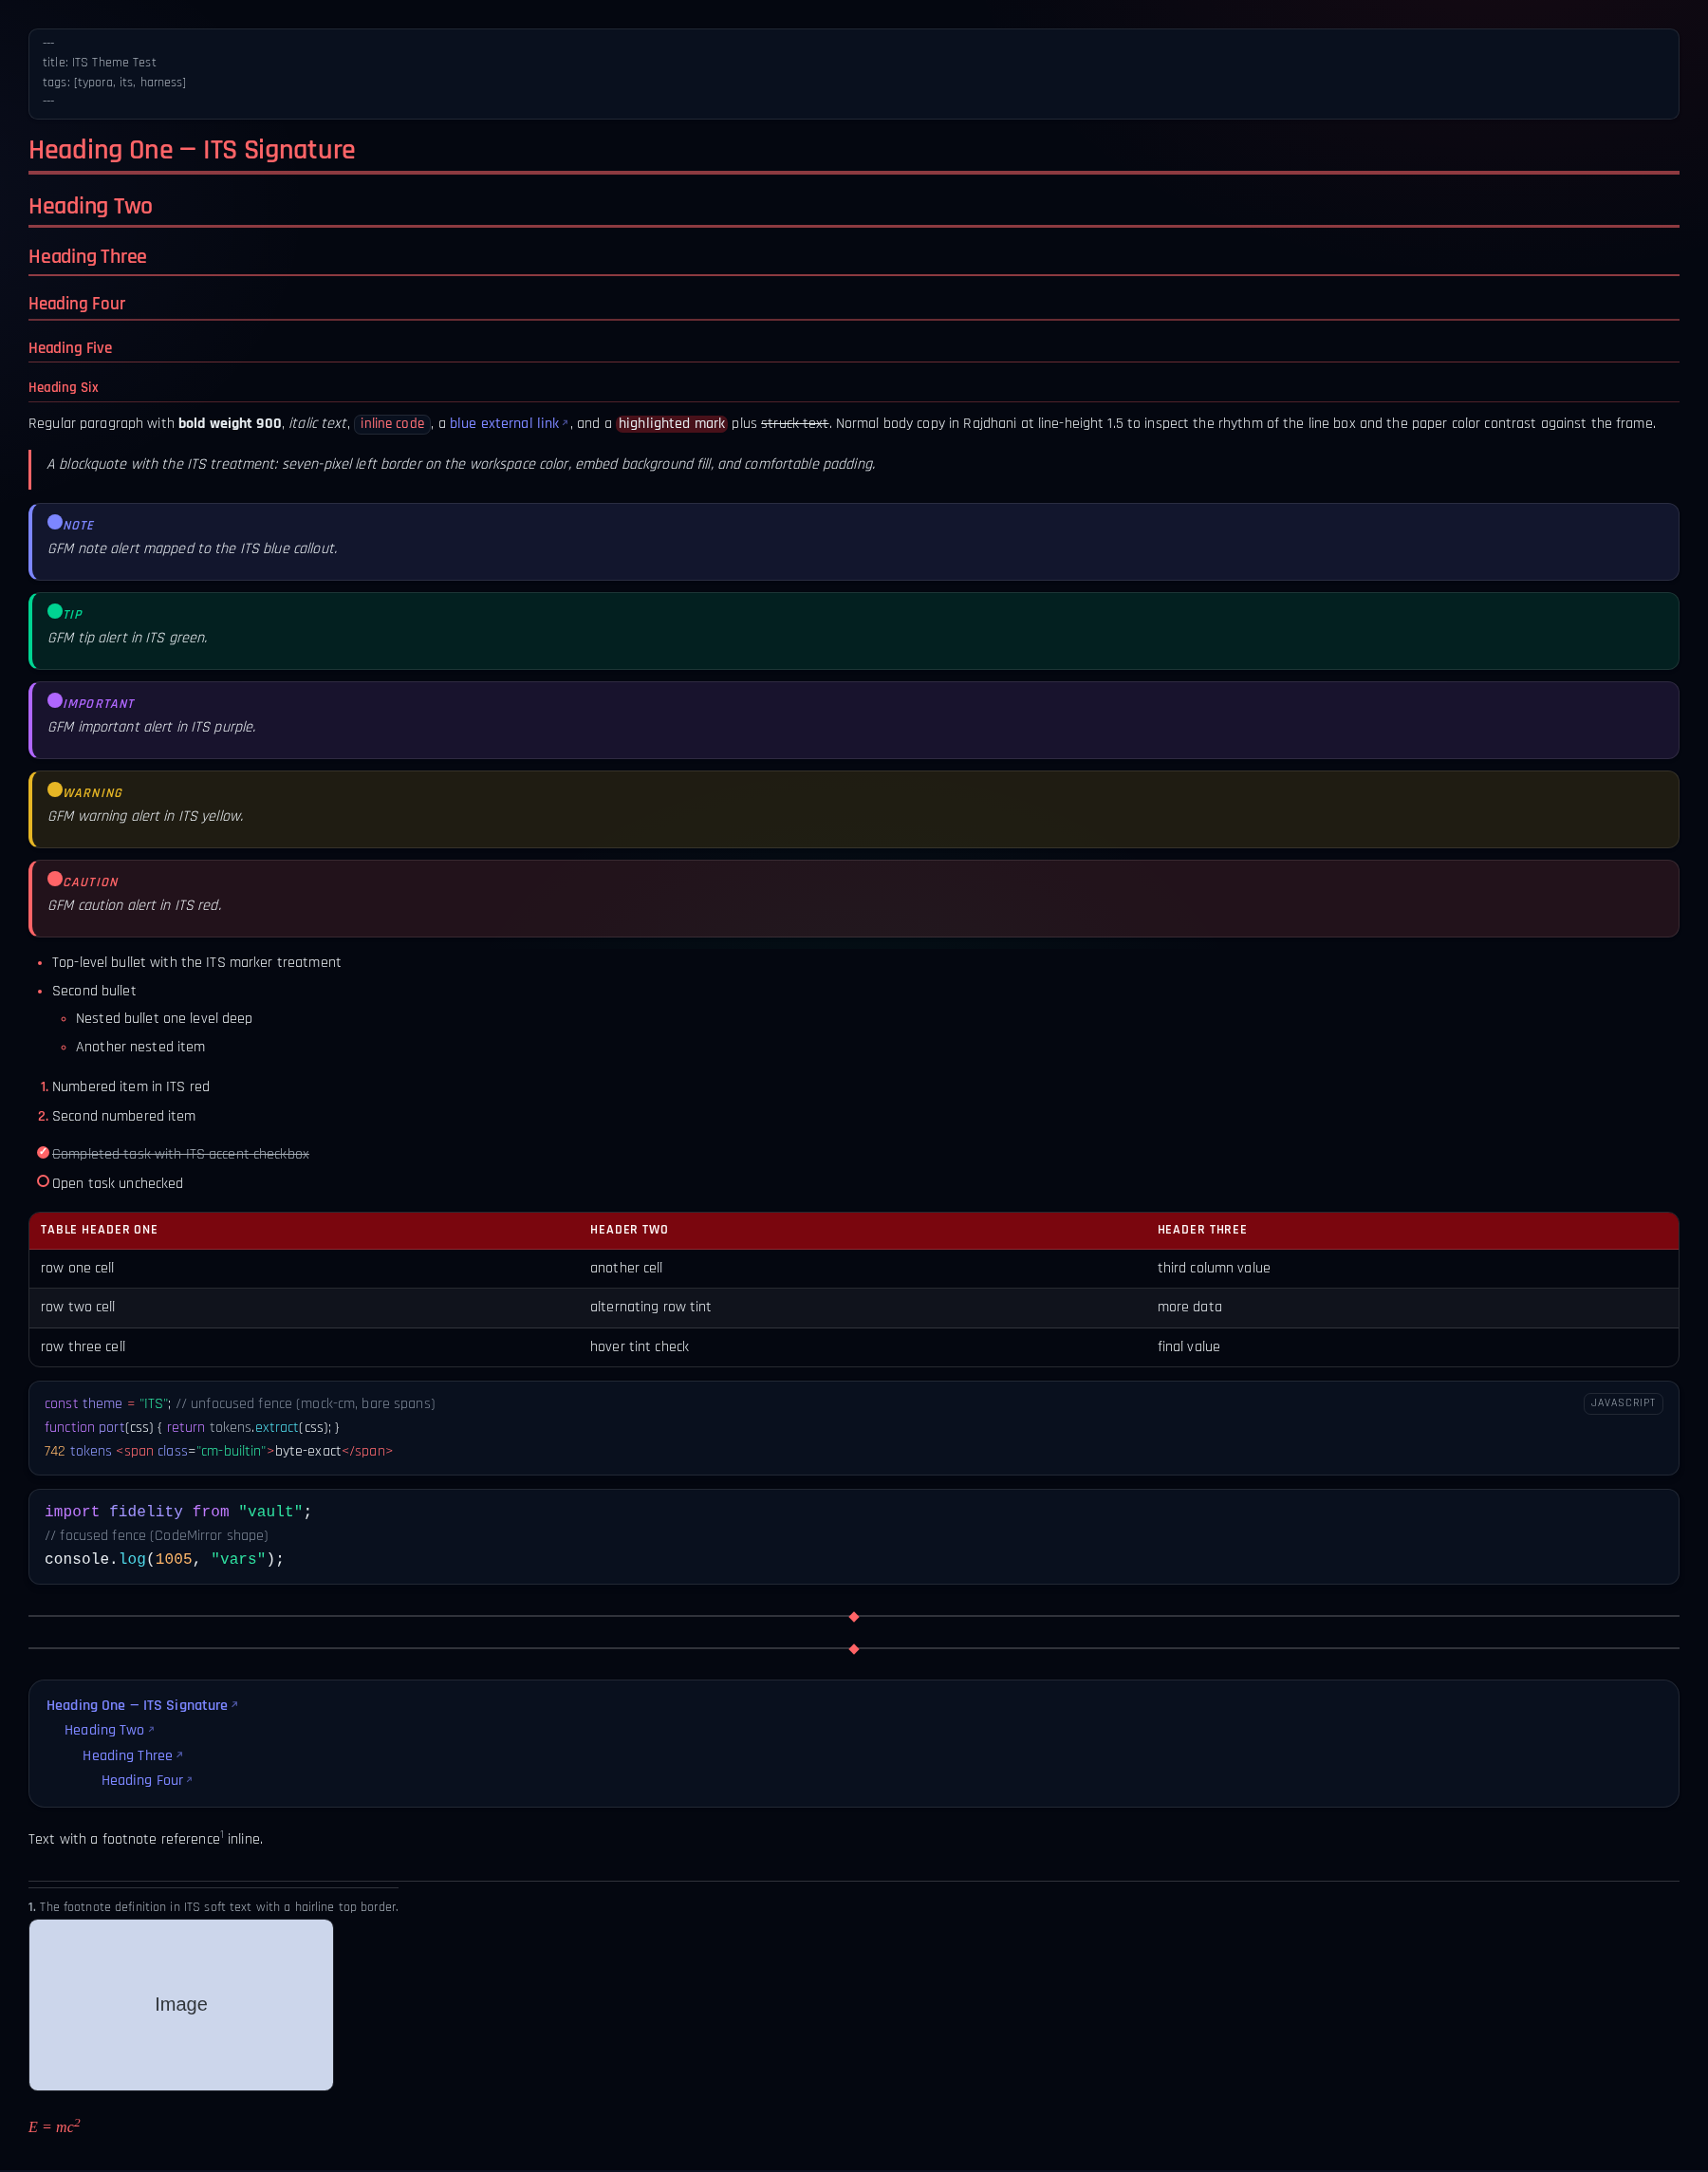 ---
title: ITS Theme Test
tags: [typora, its, harness]
---
Heading One — ITS Signature
Heading Two
Heading Three
Heading Four
Heading Five
Heading Six
Regular paragraph with bold weight 900, italic text, inline code, a blue external link↗, and a highlighted mark plus struck text. Normal body copy in Rajdhani at line-height 1.5 to inspect the rhythm of the line box and the paper color contrast against the frame.
A blockquote with the ITS treatment: seven-pixel left border on the workspace color, embed background fill, and comfortable padding.
NOTE
GFM note alert mapped to the ITS blue callout.
TIP
GFM tip alert in ITS green.
IMPORTANT
GFM important alert in ITS purple.
WARNING
GFM warning alert in ITS yellow.
CAUTION
GFM caution alert in ITS red.
• Top-level bullet with the ITS marker treatment
• Second bullet
◦ Nested bullet one level deep
◦ Another nested item
1. Numbered item in ITS red
2. Second numbered item
Completed task with ITS accent checkbox
Open task unchecked
TABLE HEADER ONE HEADER TWO HEADER THREE
row one cell another cell third column value
row two cell alternating row tint more data
row three cell hover tint check final value
const theme = "ITS"; // unfocused fence (mock-cm, bare spans) JAVASCRIPT
function port(css) { return tokens.extract(css); }
742 tokens <span class="cm-builtin">byte-exact</span>
import fidelity from "vault";
// focused fence (CodeMirror shape)
console.log(1005, "vars");
Heading One — ITS Signature↗
Heading Two↗
Heading Three↗
Heading Four↗
Text with a footnote reference1 inline.
1. The footnote definition in ITS soft text with a hairline top border.
Image
E = mc2